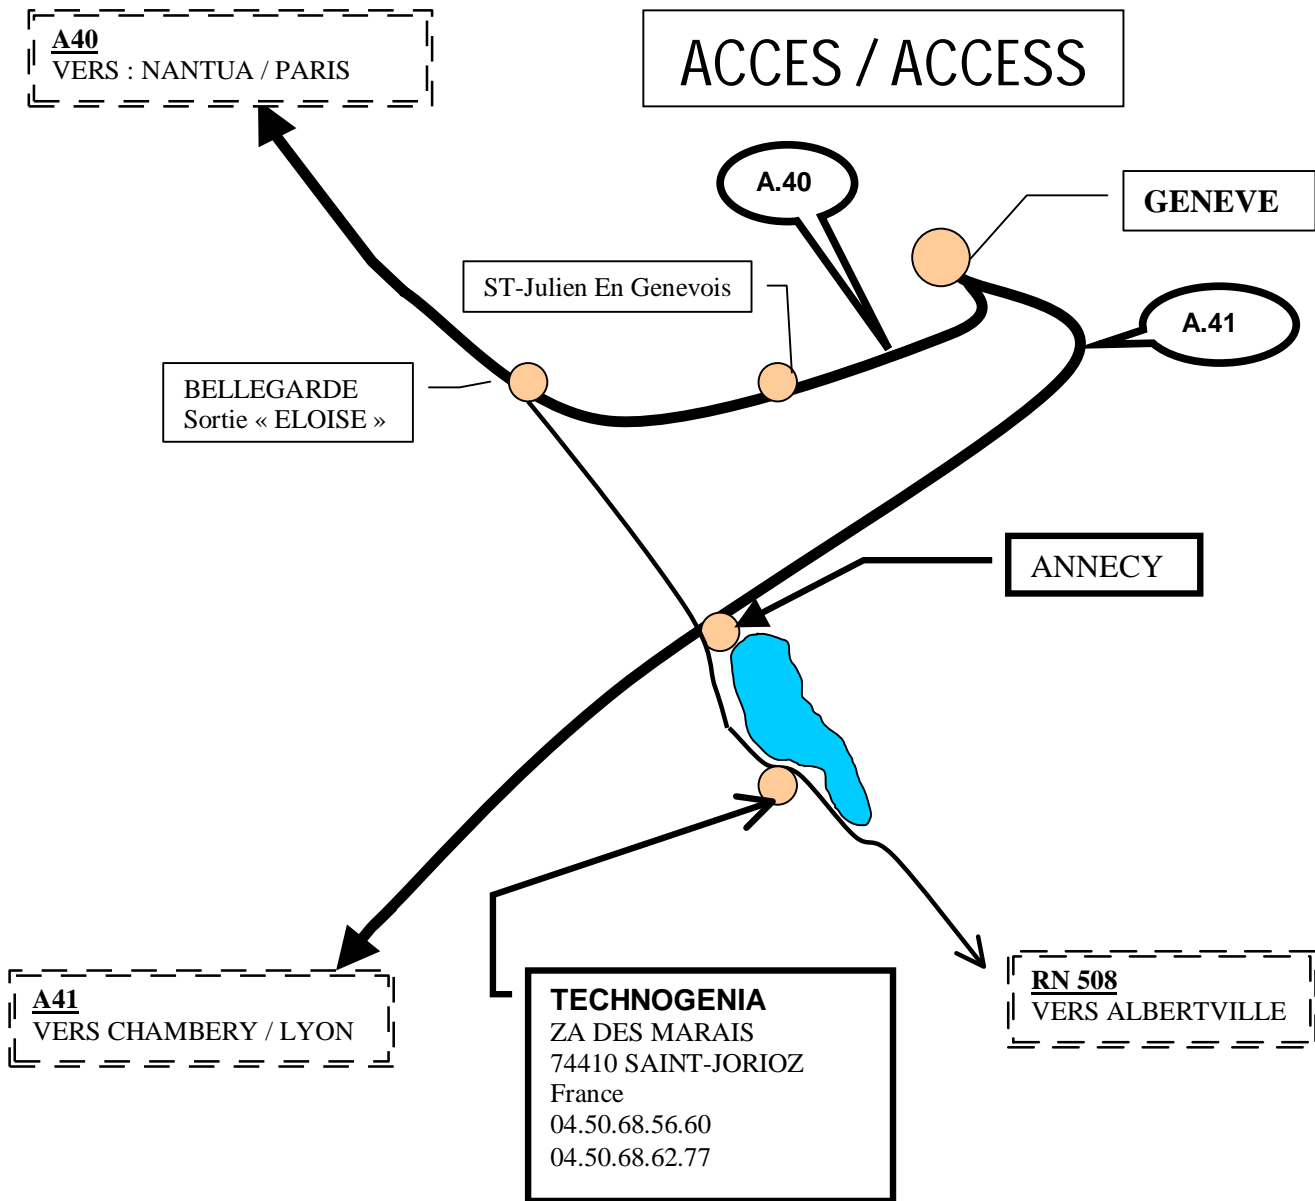 A40
VERS : NANTUA / PARIS
ACCES / ACCESS
A.40
GENEVE
ST-Julien En Genevois
A.41
BELLEGARDE
Sortie « ELOISE »
ANNECY
A41
VERS CHAMBERY / LYON
TECHNOGENIA
ZA DES MARAIS
74410 SAINT-JORIOZ
France
04.50.68.56.60
04.50.68.62.77
RN 508
VERS ALBERTVILLE